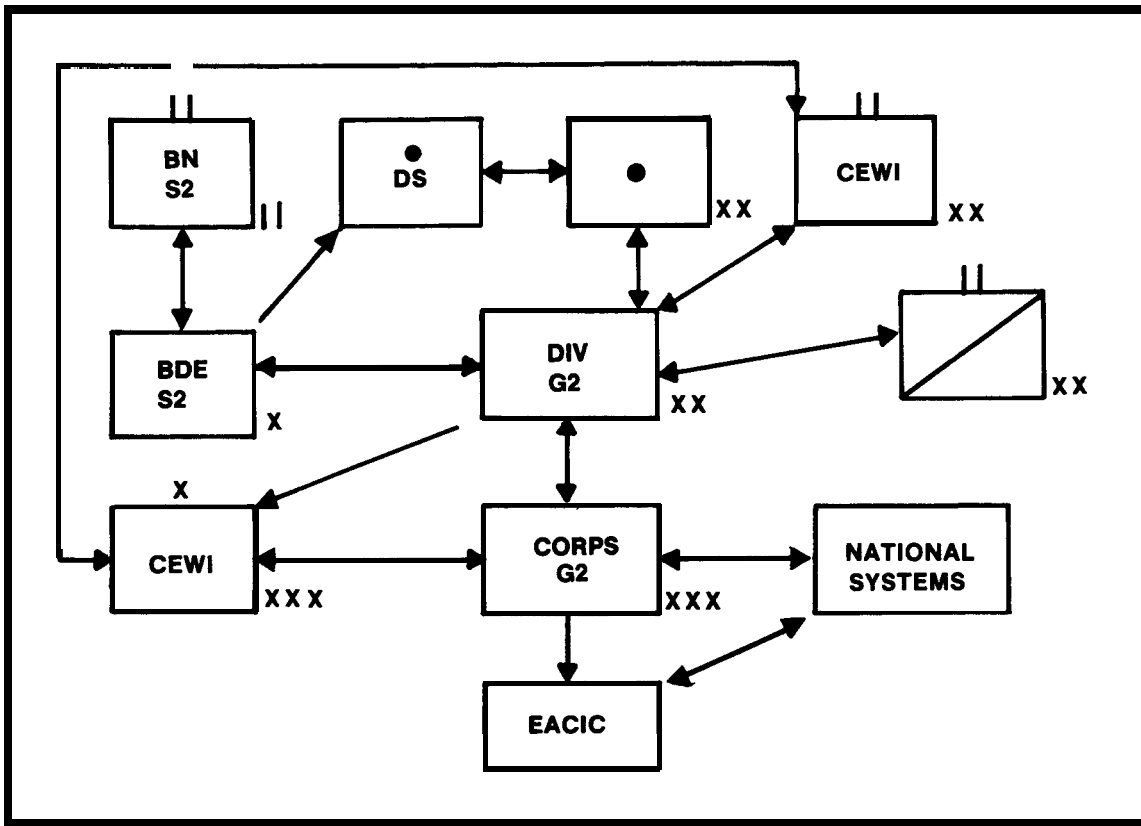 BN
S2
DS
XX
CEWI
XX
BDE
S2
X
DIV
G2
XX
XX
X
CEWI
XXX
CORPS
G2
XXX
NATIONAL
SYSTEMS
EACIC